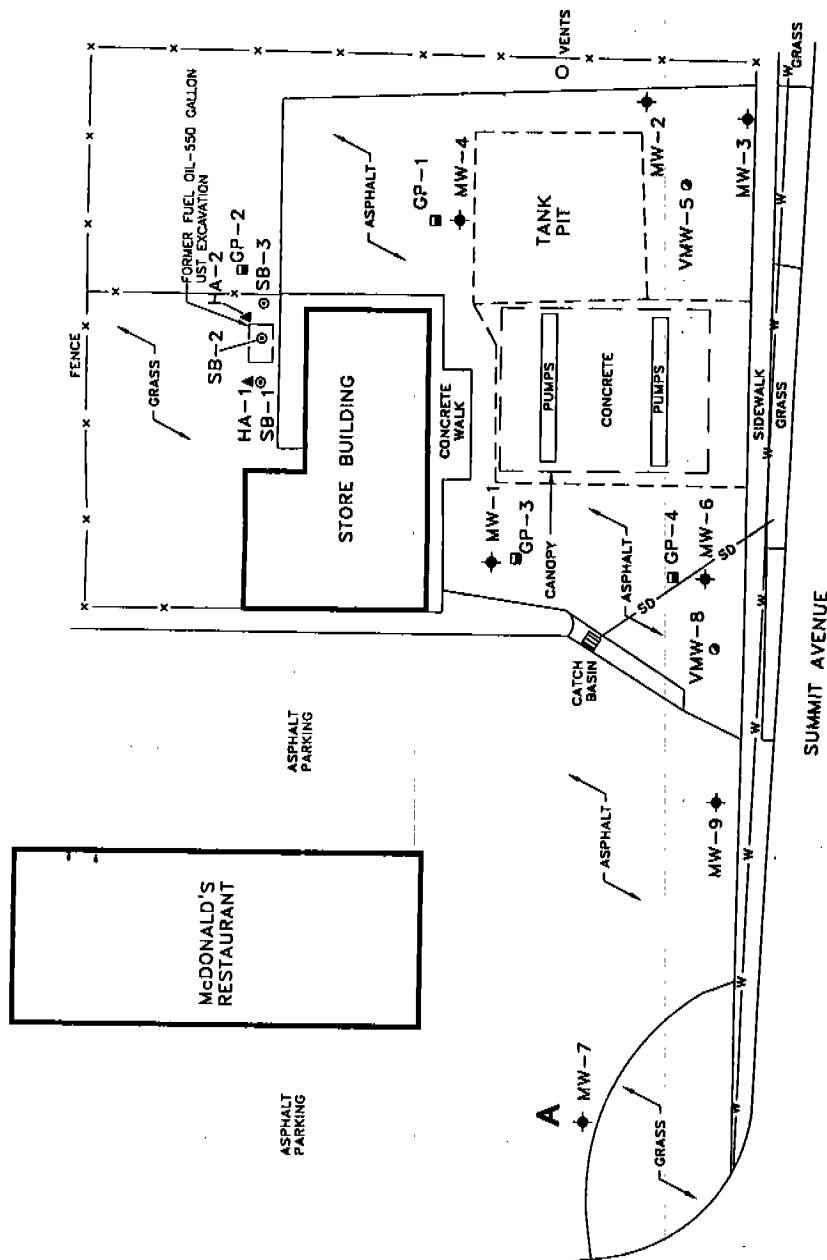 FENCE
GRASS
FORMER FUEL OIL-550 GALLON
UST EXCAVATION
HA-2
GP-2
SB-2
SB-3
HA-1
SB-1
VENTS
GRASS
ASPHALT
GP-1
MW-4
MW-2
MW-3
VMW-5
TANK
PIT
STORE BUILDING
CONCRETE
WALK
PUMPS
CONCRETE
PUMPS
SIDEWALK
GRASS
MW-1
GP-3
CANOPY
ASPHALT
GP-4
MW-6
SD
SD
VMW-8
CATCH
BASIN
ASPHALT
PARKING
ASPHALT
MW-9
McDONALD'S
RESTAURANT
ASPHALT
PARKING
A
MW-7
GRASS
W
W
W
W
W
W
W
W
W
SUMMIT AVENUE